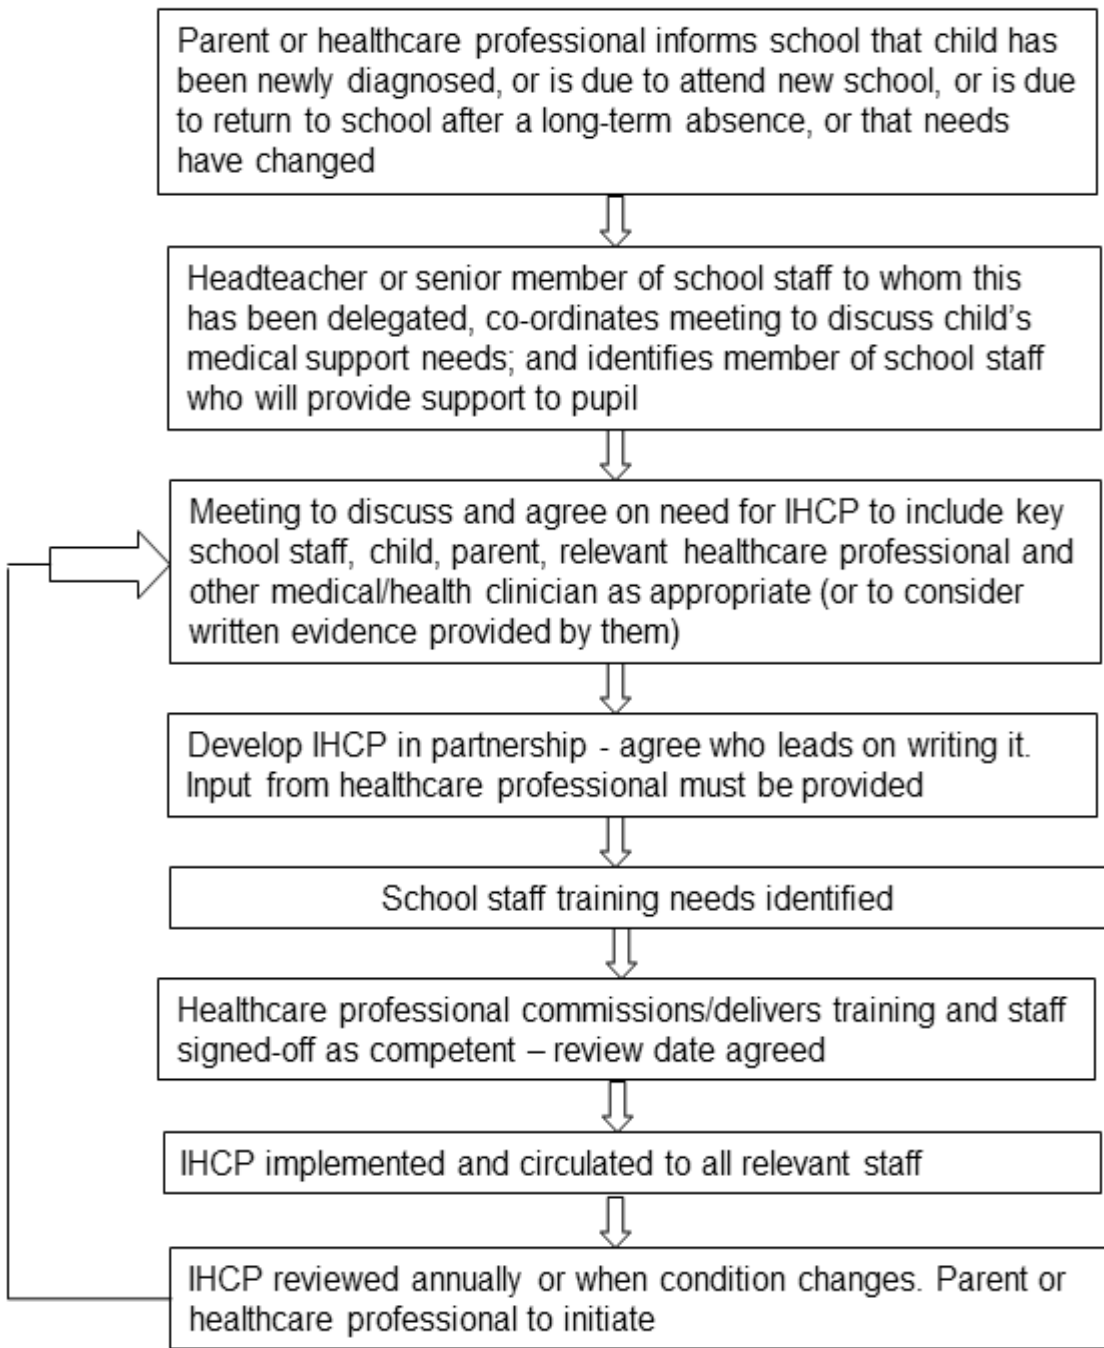 Parent or healthcare professional informs school that child has
been newly diagnosed, or is due to attend new school, or is due
to return to school after a long-term absence, or that needs
have changed
Headteacher or senior member of school staff to whom this
has been delegated, co-ordinates meeting to discuss child’s
medical support needs; and identifies member of school staff
who will provide support to pupil
Meeting to discuss and agree on need for IHCP to include key
school staff, child, parent, relevant healthcare professional and
other medical/health clinician as appropriate (or to consider
written evidence provided by them)
Develop IHCP in partnership - agree who leads on writing it.
Input from healthcare professional must be provided
School staff training needs identified
Healthcare professional commissions/delivers training and staff
signed-off as competent – review date agreed
IHCP implemented and circulated to all relevant staff
IHCP reviewed annually or when condition changes. Parent or
healthcare professional to initiate